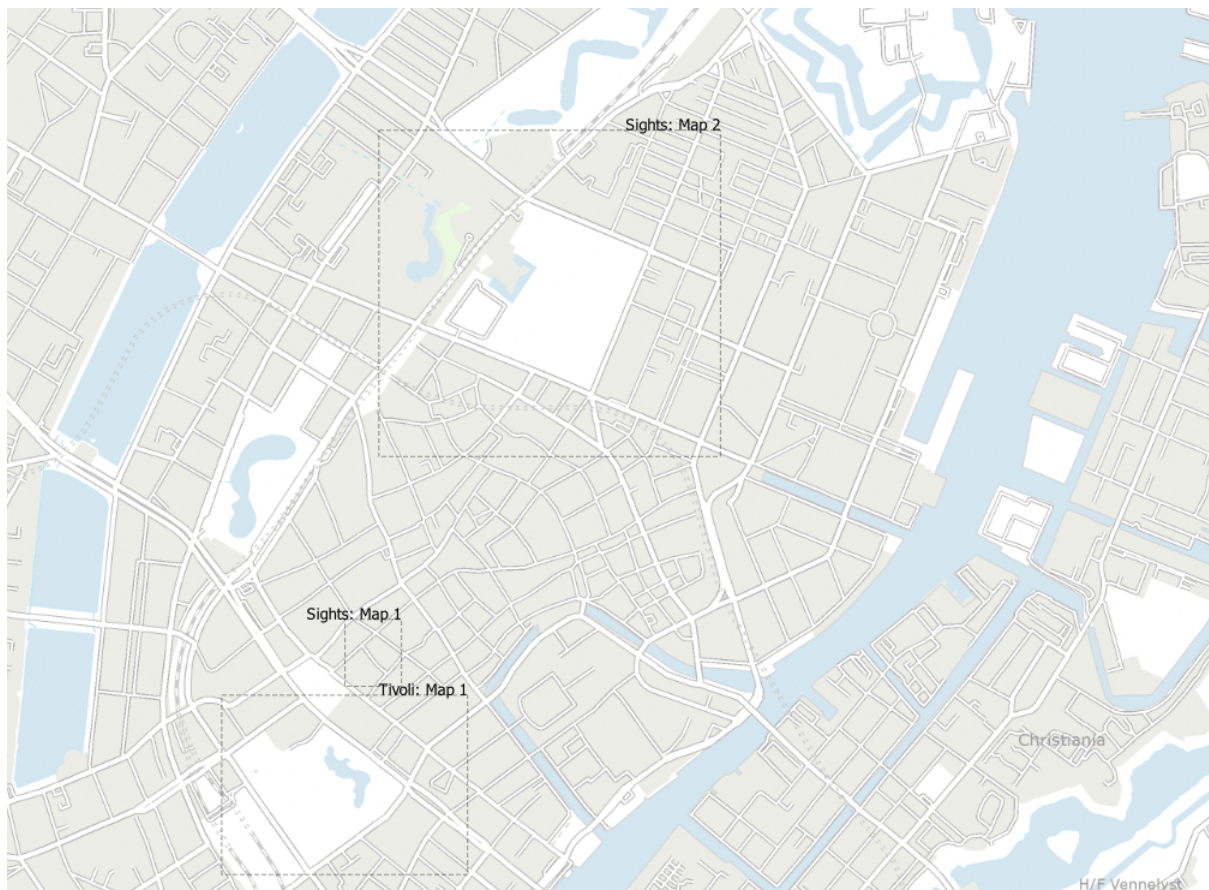 Sights: Map 2
Sights: Map 1
Tivoli: Map 1
Christiania
H/F Vennelyst